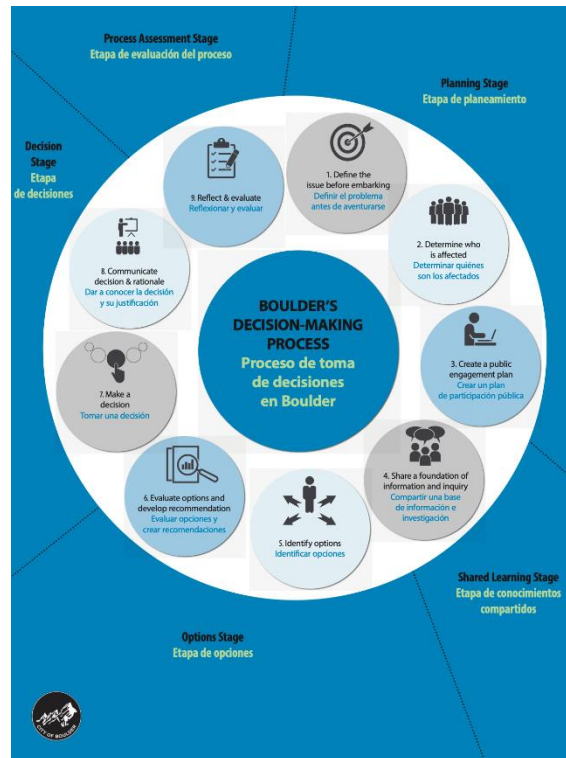 Process Assessment Stage
Etapa de evaluación del proceso
Planning Stage
Etapa de planeamiento
Decision
Stage
Etapa
de decisiones
1. Define the
issue before embarking
Definir el problema
antes de aventurarse
2. Determine who
is affected
Determinar quiénes
son los afectados
3. Create a public
engagement plan
Crear un plan
de participación pública
4. Share a foundation of
information and inquiry
Compartir una base
de información e
investigación
5. Identify options
Identificar opciones
6. Evaluate options and
develop recommendation
Evaluar opciones y
crear recomendaciones
7. Make a
decision
Tomar una decisión
8. Communicate
decision & rationale
Dar a conocer la decisión
y su justificación
9. Reflect & evaluate
Reflexionar y evaluar
BOULDER'S
DECISION-MAKING
PROCESS
Proceso de toma
de decisiones
en Boulder
Shared Learning Stage
Etapa de conocimientos
compartidos
Options Stage
Etapa de opciones
CITY OF BOULDER